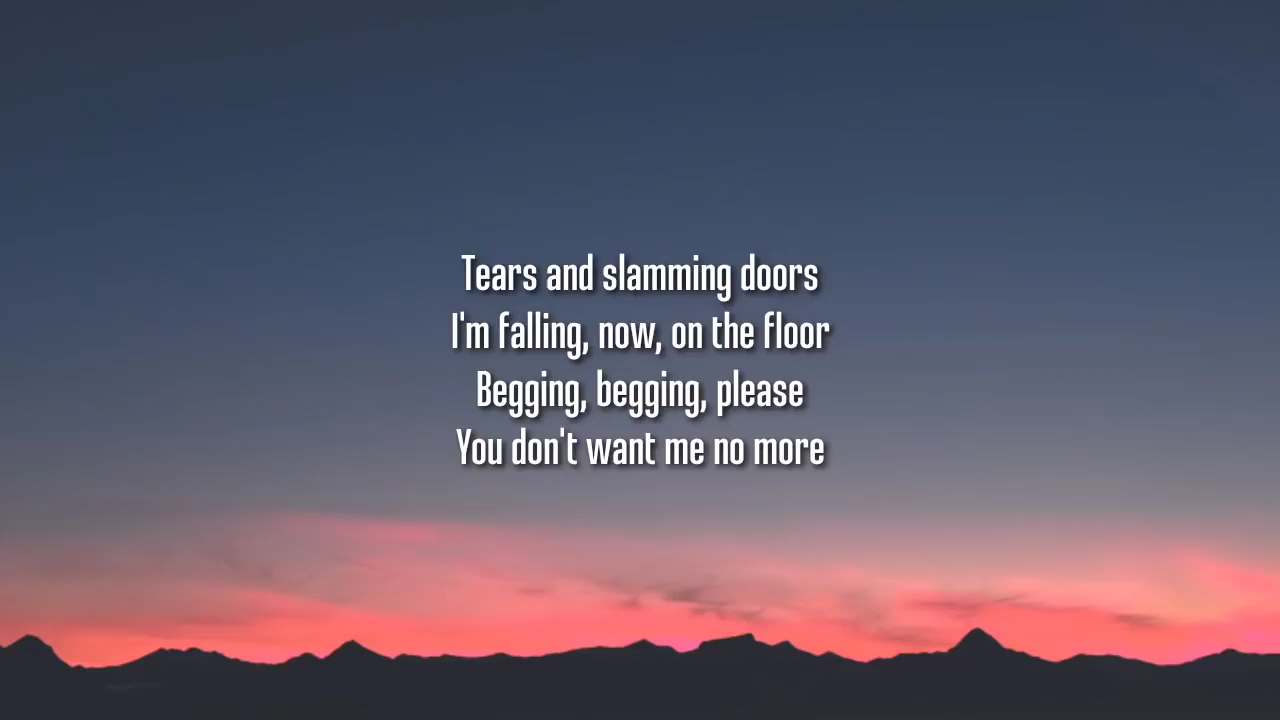 Tears and slamming doors
I'm falling, now, on the floor
Begging, begging, please
You don't want me no more